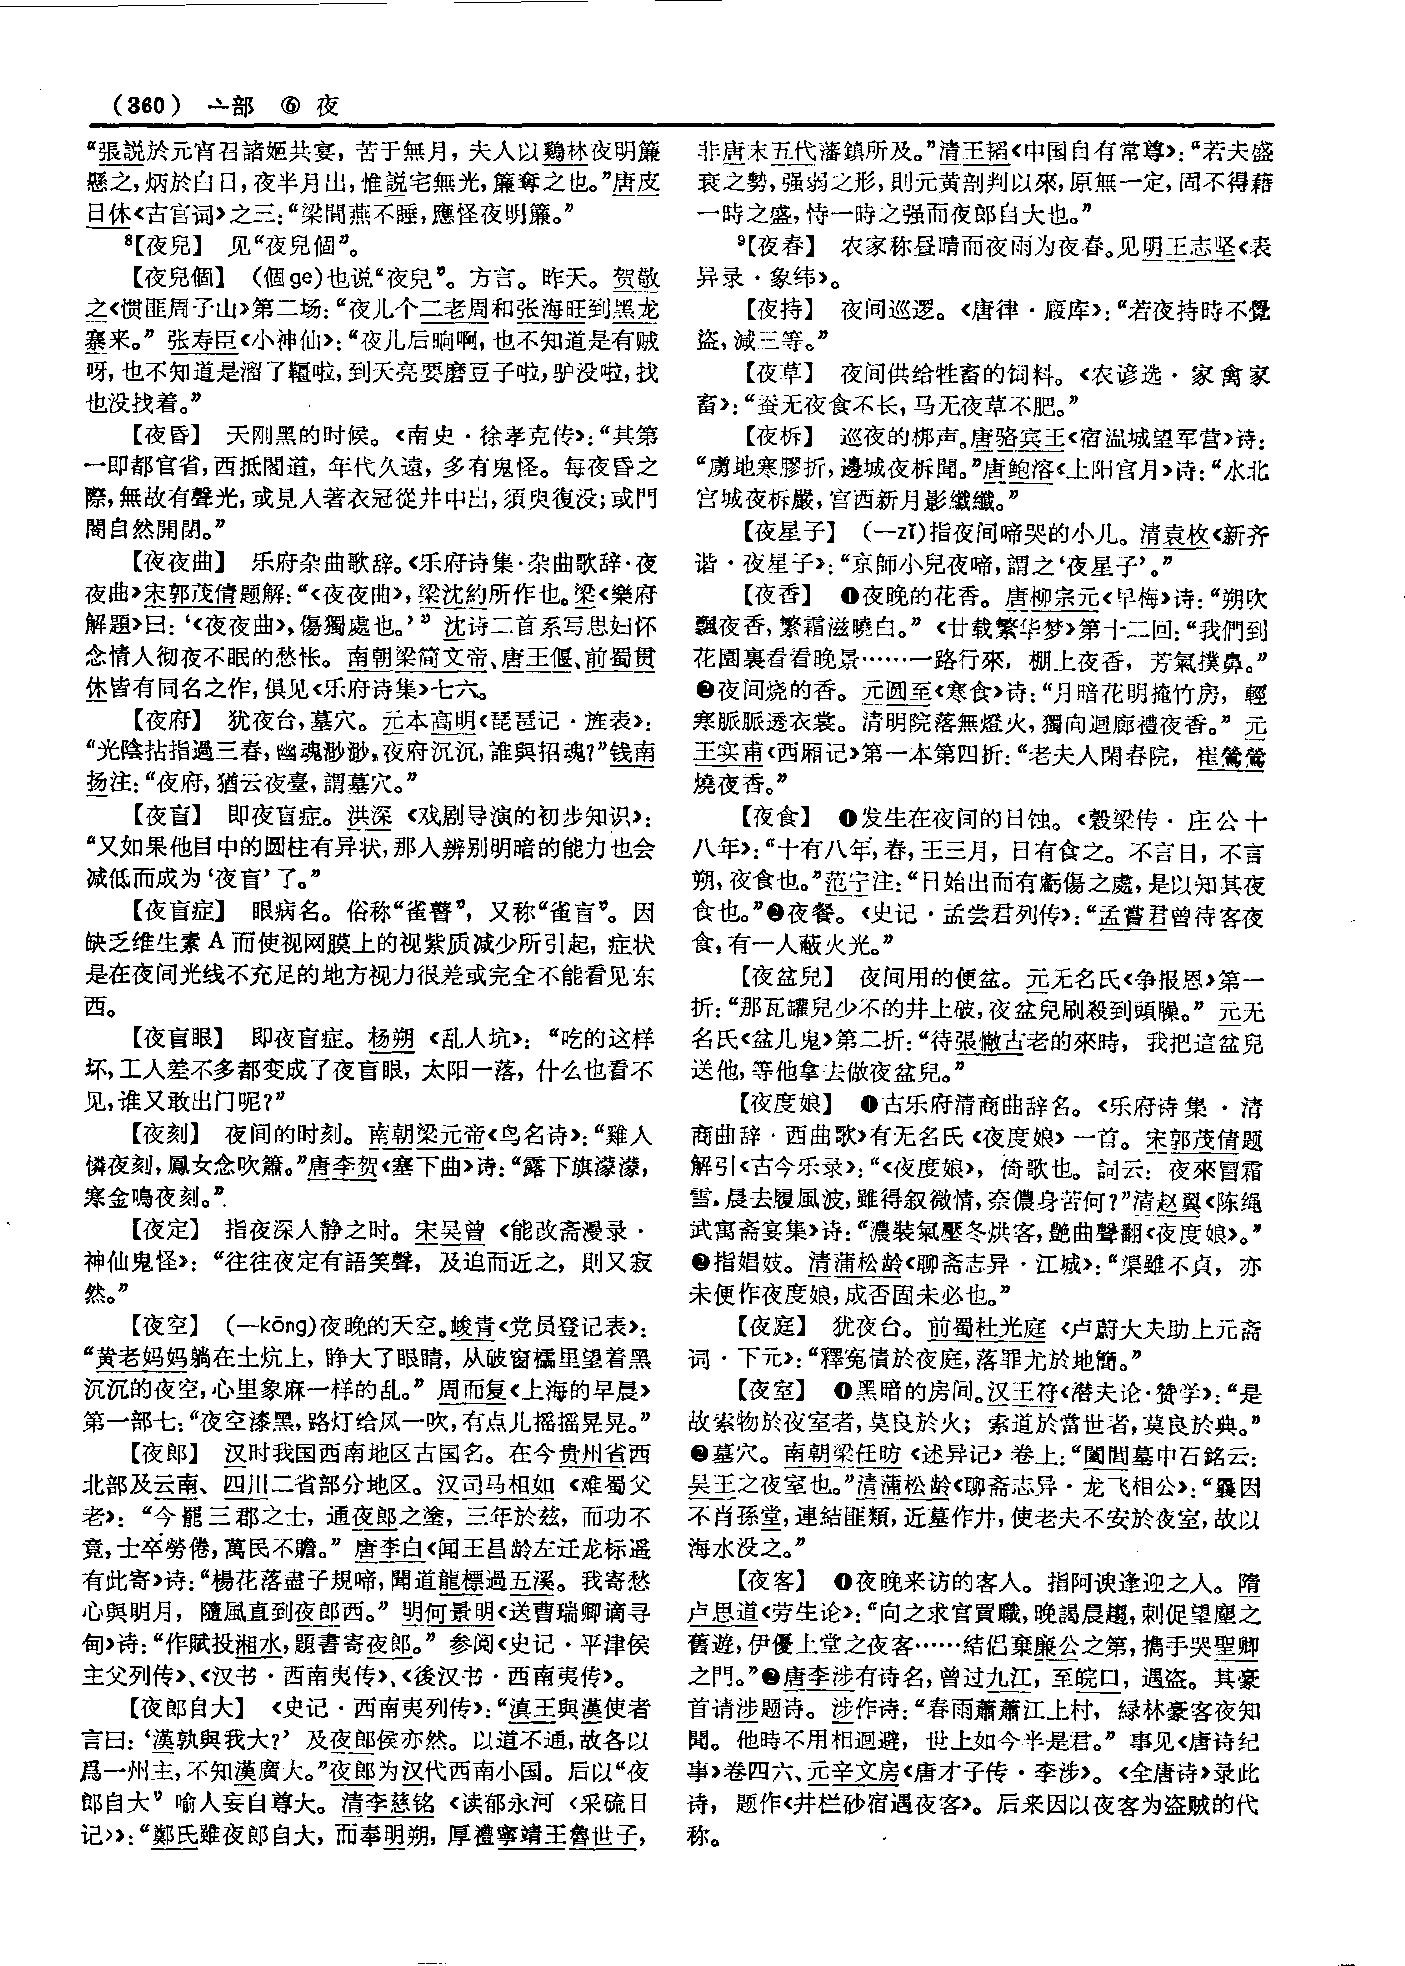 (360) 亠部 ⑥ 夜
“張説於元宵召諸姬共宴，苦于無月，夫人以鷄林夜明簾
懸之，炳於白日，夜半月出，惟説宅無光，簾奪之也。”唐皮
日休《古宫词》之三：“梁間燕不睡，應怪夜明簾。”
⁸【夜兒】 见“夜兒個”。
【夜兒個】 (個ge)也说“夜兒”。方言。昨天。贺敬
之《惯匪周子山》第二场：“夜儿个二老周和张海旺到黑龙
寨来。” 张寿臣《小神仙》：“夜儿后晌啊，也不知道是有贼
呀，也不知道是溜了韁啦，到天亮要磨豆子啦，驴没啦，找
也没找着。”
【夜昏】 天刚黑的时候。《南史·徐孝克传》：“其第
一即都官省，西抵閣道，年代久遠，多有鬼怪。每夜昏之
際，無故有聲光，或見人著衣冠從井中出，須臾復没；或門
閤自然開閉。”
【夜夜曲】 乐府杂曲歌辞。《乐府诗集·杂曲歌辞·夜
夜曲》宋郭茂倩题解：“《夜夜曲》，梁沈約所作也。梁《樂府
解題》曰：‘《夜夜曲》，傷獨處也。’” 沈诗二首系写思妇怀
念情人彻夜不眠的愁怅。南朝梁简文帝、唐王偃、前蜀贯
休皆有同名之作，俱见《乐府诗集》七六。
【夜府】 犹夜台，墓穴。元本高明《琵琶记·旌表》：
“光陰拈指過三春，幽魂渺渺，夜府沉沉，誰與招魂？”钱南
扬注：“夜府，猶云夜臺，謂墓穴。”
【夜盲】 即夜盲症。洪深《戏剧导演的初步知识》：
“又如果他目中的圆柱有异状，那人辨别明暗的能力也会
减低而成为‘夜盲’了。”
【夜盲症】 眼病名。俗称“雀瞽”，又称“雀盲”。因
缺乏维生素A而使视网膜上的视紫质减少所引起，症状
是在夜间光线不充足的地方视力很差或完全不能看见东
西。
【夜盲眼】 即夜盲症。杨朔《乱人坑》：“吃的这样
坏，工人差不多都变成了夜盲眼，太阳一落，什么也看不
见，谁又敢出门呢？”
【夜刻】 夜间的时刻。南朝梁元帝《鸟名诗》：“雞人
憐夜刻，鳳女念吹簫。”唐李贺《塞下曲》诗：“露下旗濛濛，
寒金鳴夜刻。”
【夜定】 指夜深人静之时。宋吴曾《能改斋漫录·
神仙鬼怪》：“往往夜定有語笑聲，及追而近之，則又寂
然。”
【夜空】 (—kōng)夜晚的天空。峻青《党员登记表》：
“黄老妈妈躺在土炕上，睁大了眼睛，从破窗櫺里望着黑
沉沉的夜空，心里象麻一样的乱。” 周而复《上海的早晨》
第一部七：“夜空漆黑，路灯给风一吹，有点儿摇摇晃晃。”
【夜郎】 汉时我国西南地区古国名。在今贵州省西
北部及云南、四川二省部分地区。汉司马相如《难蜀父
老》：“今罷三郡之士，通夜郎之塗，三年於兹，而功不
竟，士卒勞倦，萬民不贍。” 唐李白《闻王昌龄左迁龙标遥
有此寄》诗：“楊花落盡子規啼，聞道龍標過五溪。我寄愁
心與明月，隨風直到夜郎西。” 明何景明《送曹瑞卿谪寻
甸》诗：“作賦投湘水，題書寄夜郎。” 参阅《史记·平津侯
主父列传》、《汉书·西南夷传》、《後汉书·西南夷传》。
【夜郎自大】 《史记·西南夷列传》：“滇王與漢使者
言曰：‘漢孰與我大？’及夜郎侯亦然。以道不通，故各以
爲一州主，不知漢廣大。”夜郎为汉代西南小国。后以“夜
郎自大”喻人妄自尊大。清李慈铭《读郁永河〈采硫日
记〉》：“鄭氏雖夜郎自大，而奉明朔，厚禮寧靖王魯世子，
非唐末五代藩鎮所及。”清王韬《中国自有常尊》：“若夫盛
衰之勢，强弱之形，則元黄剖判以來，原無一定，固不得藉
一時之盛，恃一時之强而夜郎自大也。”
⁹【夜春】 农家称昼晴而夜雨为夜春。见明王志坚《表
异录·象纬》。
【夜持】 夜间巡逻。《唐律·廄库》：“若夜持時不覺
盜，減三等。”
【夜草】 夜间供给牲畜的饲料。《农谚选·家禽家
畜》：“蚕无夜食不长，马无夜草不肥。”
【夜柝】 巡夜的梆声。唐骆宾王《宿温城望军营》诗：
“虜地寒膠折，邊城夜柝聞。”唐鲍溶《上阳宫月》诗：“水北
宫城夜柝嚴，宫西新月影纖纖。”
【夜星子】 (—zǐ)指夜间啼哭的小儿。清袁枚《新齐
谐·夜星子》：“京師小兒夜啼，謂之‘夜星子’。”
【夜香】 ❶夜晚的花香。唐柳宗元《早梅》诗：“朔吹
飄夜香，繁霜滋曉白。”《廿载繁华梦》第十二回：“我們到
花園裏看看晚景……一路行來，棚上夜香，芳氣撲鼻。”
❷夜间烧的香。元圆至《寒食》诗：“月暗花明掩竹房，輕
寒脈脈透衣裳。清明院落無燈火，獨向迴廊禮夜香。” 元
王实甫《西厢记》第一本第四折：“老夫人閑春院，崔鶯鶯
燒夜香。”
【夜食】 ❶发生在夜间的日蚀。《穀梁传·庄公十
八年》：“十有八年，春，王三月，日有食之。不言日，不言
朔，夜食也。”范宁注：“日始出而有虧傷之處，是以知其夜
食也。”❷夜餐。《史记·孟尝君列传》：“孟嘗君曾待客夜
食，有一人蔽火光。”
【夜盆兒】 夜间用的便盆。元无名氏《争报恩》第一
折：“那瓦罐兒少不的井上破，夜盆兒刷殺到頭臊。” 元无
名氏《盆儿鬼》第二折：“待張憋古老的來時，我把這盆兒
送他，等他拿去做夜盆兒。”
【夜度娘】 ❶古乐府清商曲辞名。《乐府诗集·清
商曲辞·西曲歌》有无名氏《夜度娘》一首。宋郭茂倩题
解引《古今乐录》：“《夜度娘》，倚歌也。詞云：夜來冒霜
雪，晨去履風波，雖得叙微情，奈儂身苦何？”清赵翼《陈绳
武寓斋宴集》诗：“濃裝氣壓冬烘客，艷曲聲翻《夜度娘》。”
❷指娼妓。清蒲松龄《聊斋志异·江城》：“渠雖不貞，亦
未便作夜度娘，成否固未必也。”
【夜庭】 犹夜台。前蜀杜光庭《卢蔚大夫助上元斋
词·下元》：“釋冤債於夜庭，落罪尤於地簡。”
【夜室】 ❶黑暗的房间。汉王符《潜夫论·赞学》：“是
故索物於夜室者，莫良於火；索道於當世者，莫良於典。”
❷墓穴。南朝梁任昉《述异记》卷上：“闔閭墓中石銘云：
吴王之夜室也。”清蒲松龄《聊斋志异·龙飞相公》：“曩因
不肖孫堂，連結匪類，近墓作井，使老夫不安於夜室，故以
海水没之。”
【夜客】 ❶夜晚来访的客人。指阿谀逢迎之人。隋
卢思道《劳生论》：“向之求官買職，晚謁晨趨，刺促望塵之
舊遊，伊優上堂之夜客……結侣棄廉公之第，携手哭聖卿
之門。”❷唐李涉有诗名，曾过九江，至皖口，遇盗。其豪
首请涉题诗。涉作诗：“春雨蕭蕭江上村，緑林豪客夜知
聞。他時不用相迴避，世上如今半是君。” 事见《唐诗纪
事》卷四六、元辛文房《唐才子传·李涉》。《全唐诗》录此
诗，题作《井栏砂宿遇夜客》。后来因以夜客为盗贼的代
称。